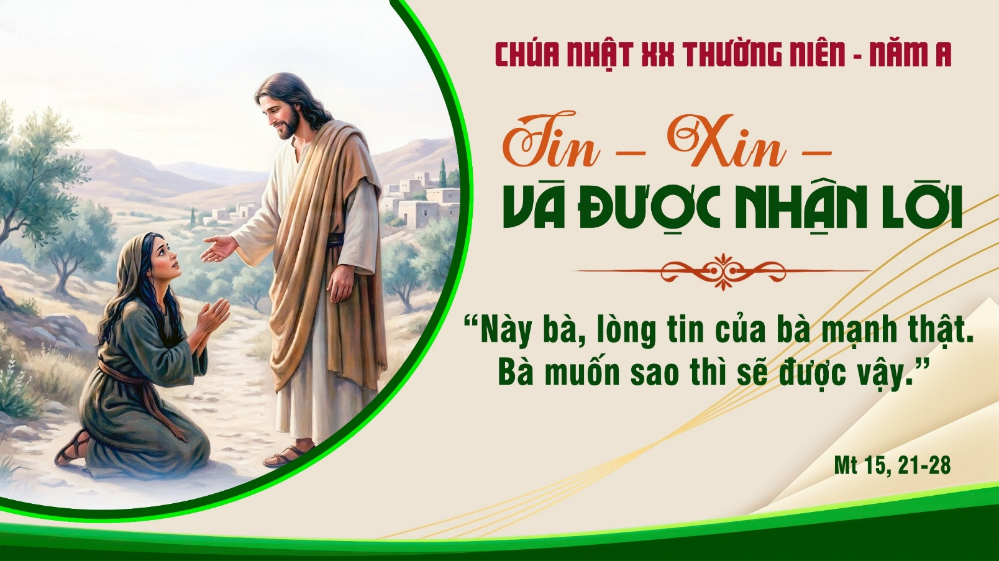 CHÚA NHẬT XX THƯỜNG NIÊN - NĂM A
Tin – Xin –
VÀ ĐƯỢC NHẬN LỜI
“Này bà, lòng tin của bà mạnh thật.
Bà muốn sao thì sẽ được vậy.”
Mt 15, 21-28